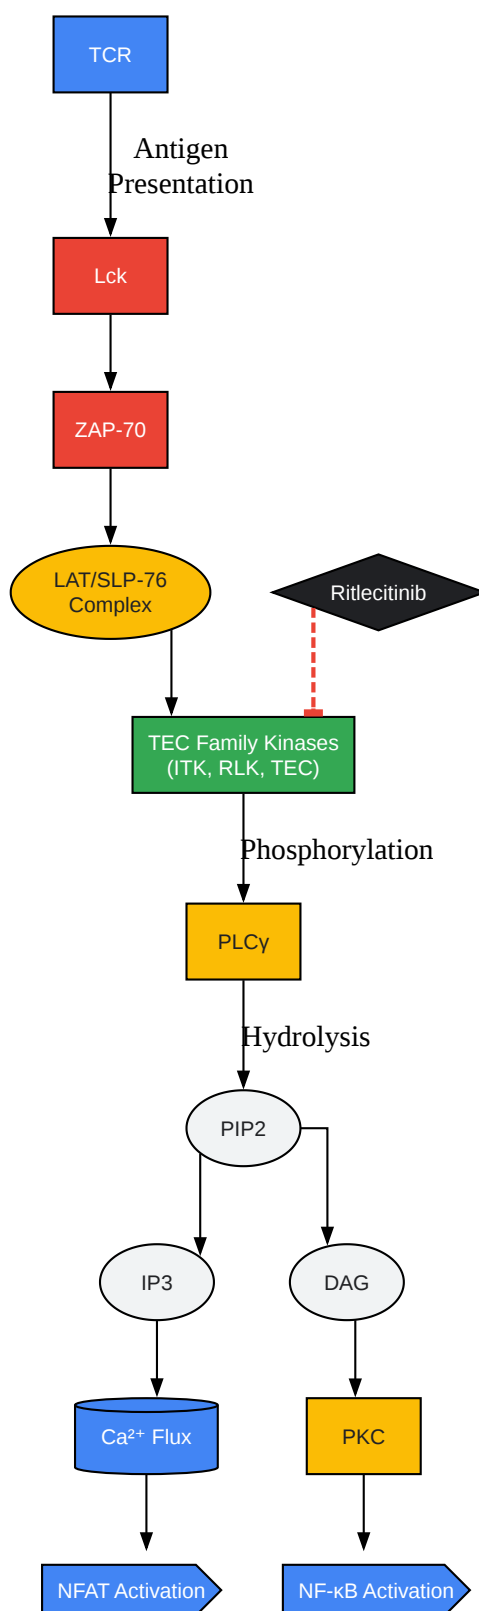 TCR
Antigen
Presentation
Lck
ZAP-70
LAT/SLP-76
Complex
Ritlecitinib
TEC Family Kinases
(ITK, RLK, TEC)
Phosphorylation
PLCγ
Hydrolysis
PIP2
IP3
DAG
Ca²⁺ Flux
PKC
NFAT Activation
NF-κB Activation